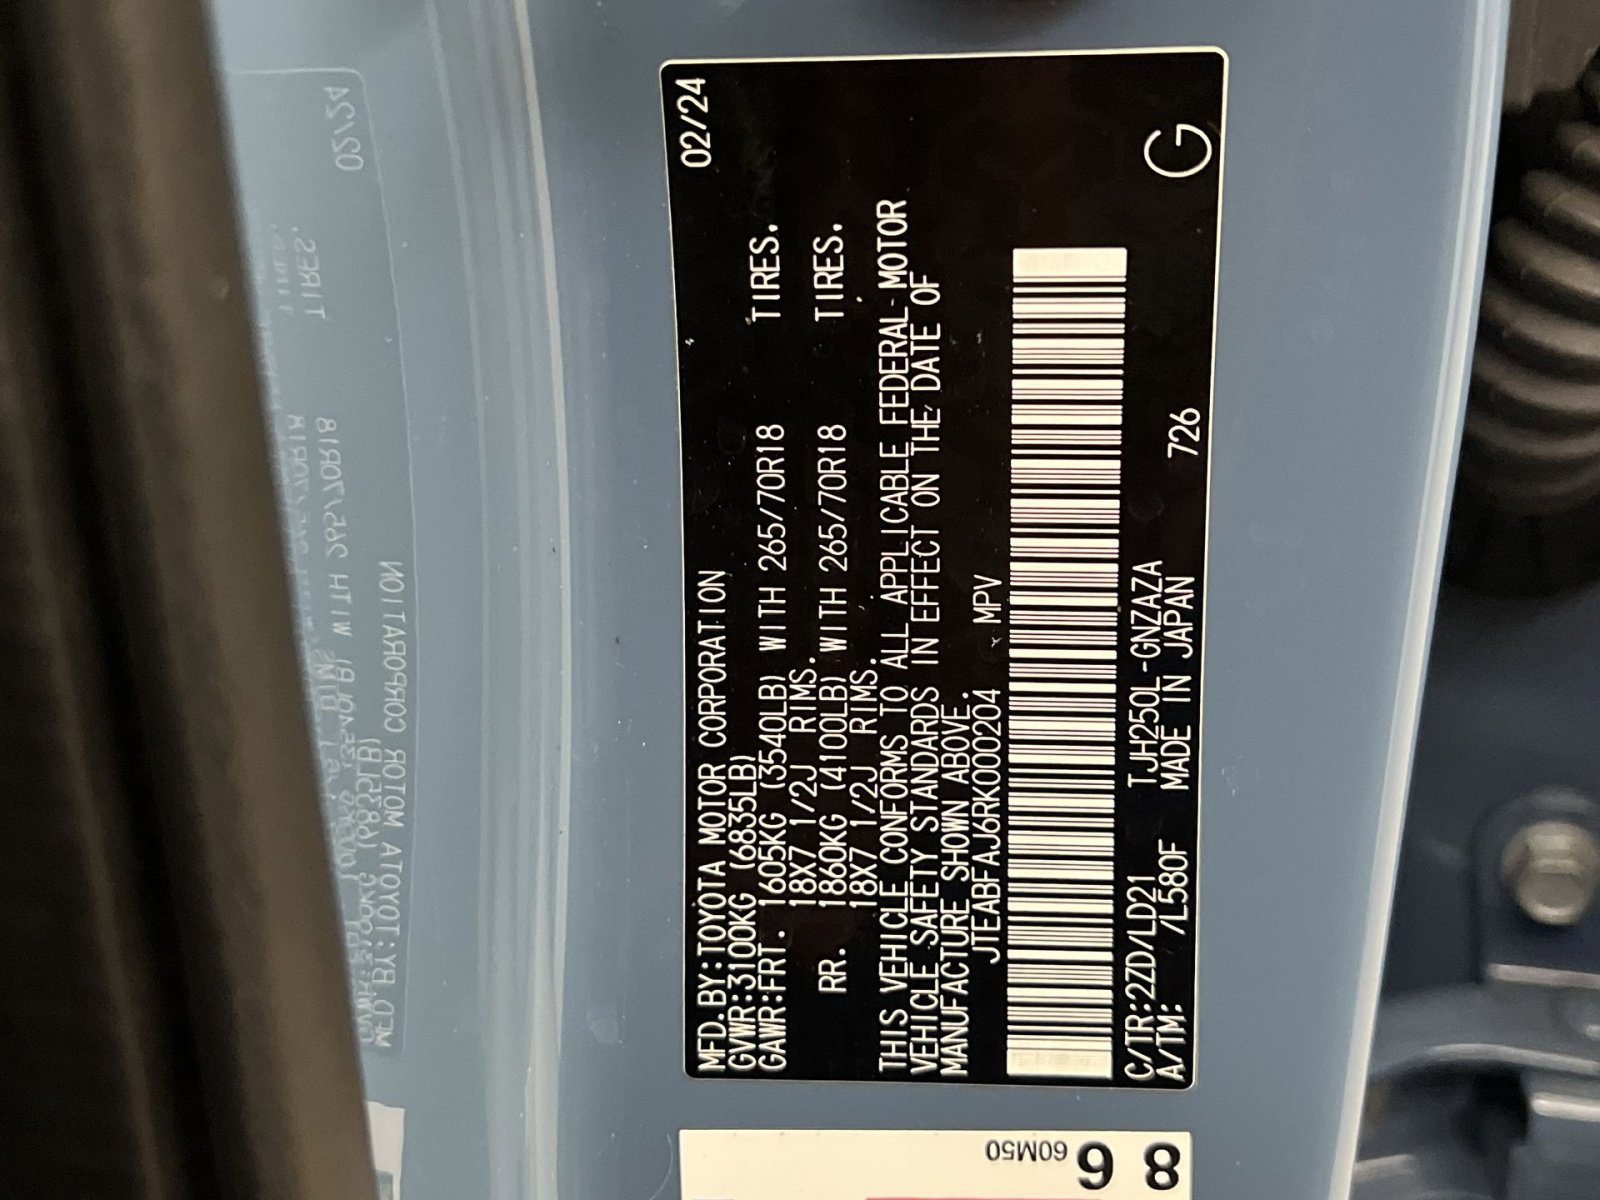 02/24
MFD.BY:TOYOTA MOTOR CORPORATION
GVWR:3100KG (6835LB)
GAWR:FRT. 1605KG (3540LB) WITH 265/70R18 TIRES.
18X7 1/2J RIMS.
RR. 1860KG (4100LB) WITH 265/70R18 TIRES.
18X7 1/2J RIMS.
THIS VEHICLE CONFORMS TO ALL APPLICABLE FEDERAL MOTOR
VEHICLE SAFETY STANDARDS IN EFFECT ON THE DATE OF
MANUFACTURE SHOWN ABOVE.
JTEABFAJ6RK000204 MPV
C/TR:2ZD/LD21 TJH250L-GNZAZA 726
A/TM: 7L580F MADE IN JAPAN
G
60M50
9
8